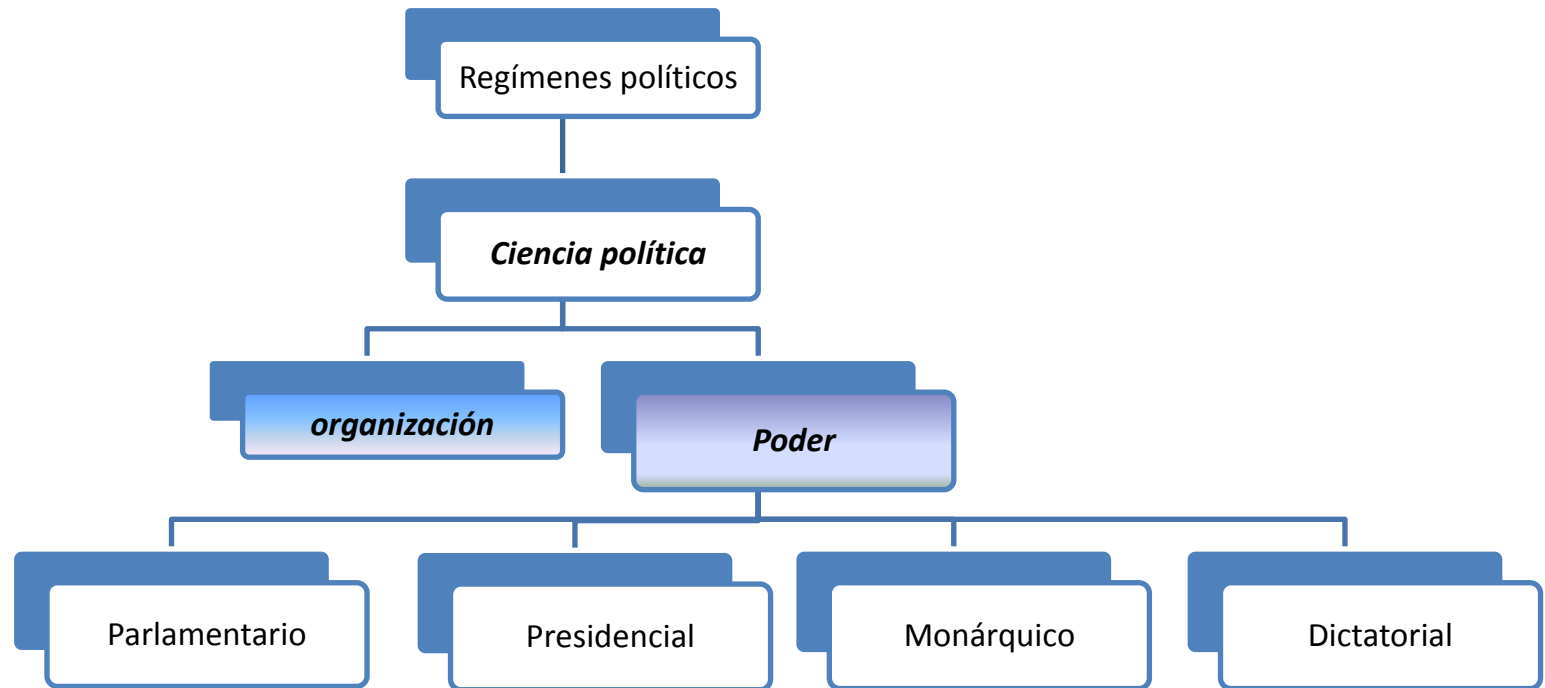 Regímenes políticos
Ciencia política
organización
Poder
Parlamentario
Presidencial
Monárquico
Dictatorial